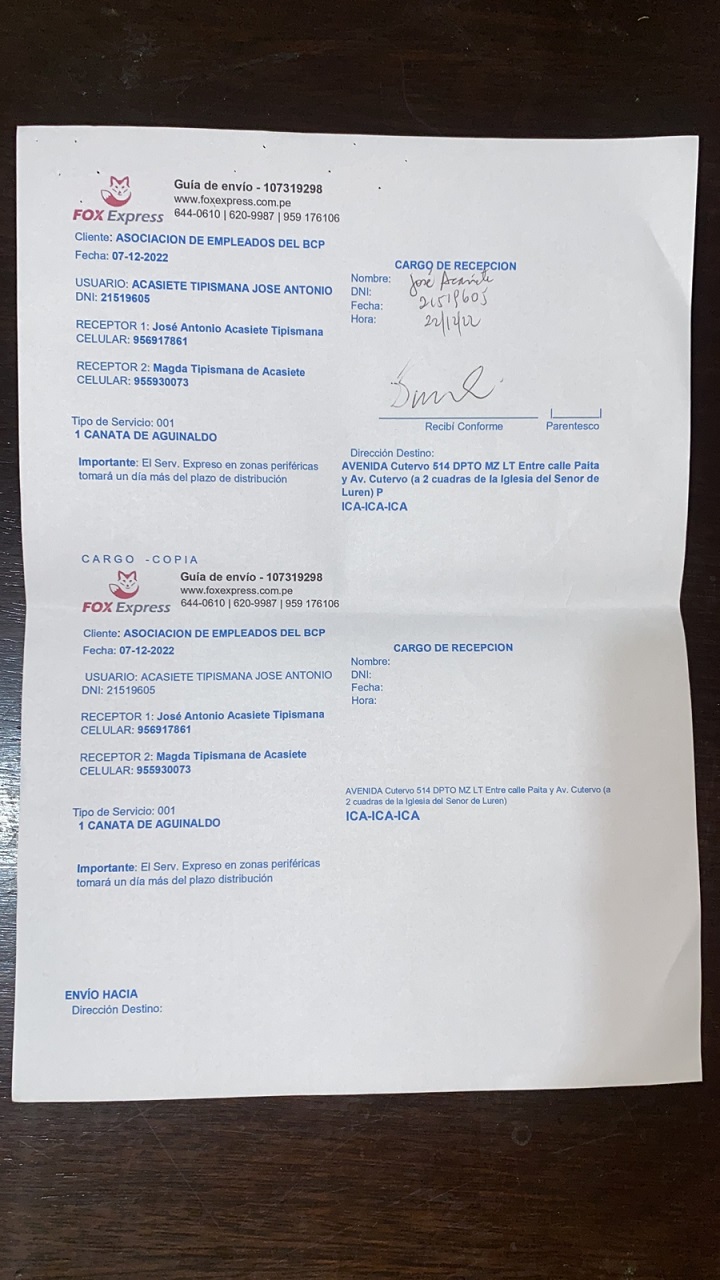 Guía de envío - 107319298
www.foxexpress.com.pe
FOX Express
644-0610 | 620-9987 | 959 176106
Cliente: ASOCIACION DE EMPLEADOS DEL BCP
Fecha: 07-12-2022
USUARIO: ACASIETE TIPISMANA JOSE ANTONIO
DNI: 21519605
RECEPTOR 1: José Antonio Acasiete Tipismana
CELULAR: 956917861
RECEPTOR 2: Magda Tipismana de Acasiete
CELULAR: 955930073
Tipo de Servicio: 001
1 CANATA DE AGUINALDO
Importante: El Serv. Expreso en zonas periféricas
tomará un día más del plazo de distribución
CARGO DE RECEPCION
Nombre: José Acasiete
DNI: 21519605
Fecha: 22/12/22
Hora:
Recibí Conforme
Parentesco
Dirección Destino:
AVENIDA Cutervo 514 DPTO MZ LT Entre calle Paita
y Av. Cutervo (a 2 cuadras de la Iglesia del Senor de
Luren) P
ICA-ICA-ICA
CARGO -COPIA
Guía de envío - 107319298
www.foxexpress.com.pe
FOX Express
644-0610 | 620-9987 | 959 176106
Cliente: ASOCIACION DE EMPLEADOS DEL BCP
Fecha: 07-12-2022
USUARIO: ACASIETE TIPISMANA JOSE ANTONIO
DNI: 21519605
RECEPTOR 1: José Antonio Acasiete Tipismana
CELULAR: 956917861
RECEPTOR 2: Magda Tipismana de Acasiete
CELULAR: 955930073
Tipo de Servicio: 001
1 CANATA DE AGUINALDO
Importante: El Serv. Expreso en zonas periféricas
tomará un día más del plazo distribución
CARGO DE RECEPCION
Nombre:
DNI:
Fecha:
Hora:
AVENIDA Cutervo 514 DPTO MZ LT Entre calle Paita y Av. Cutervo (a
2 cuadras de la Iglesia del Senor de Luren)
ICA-ICA-ICA
ENVÍO HACIA
Dirección Destino: